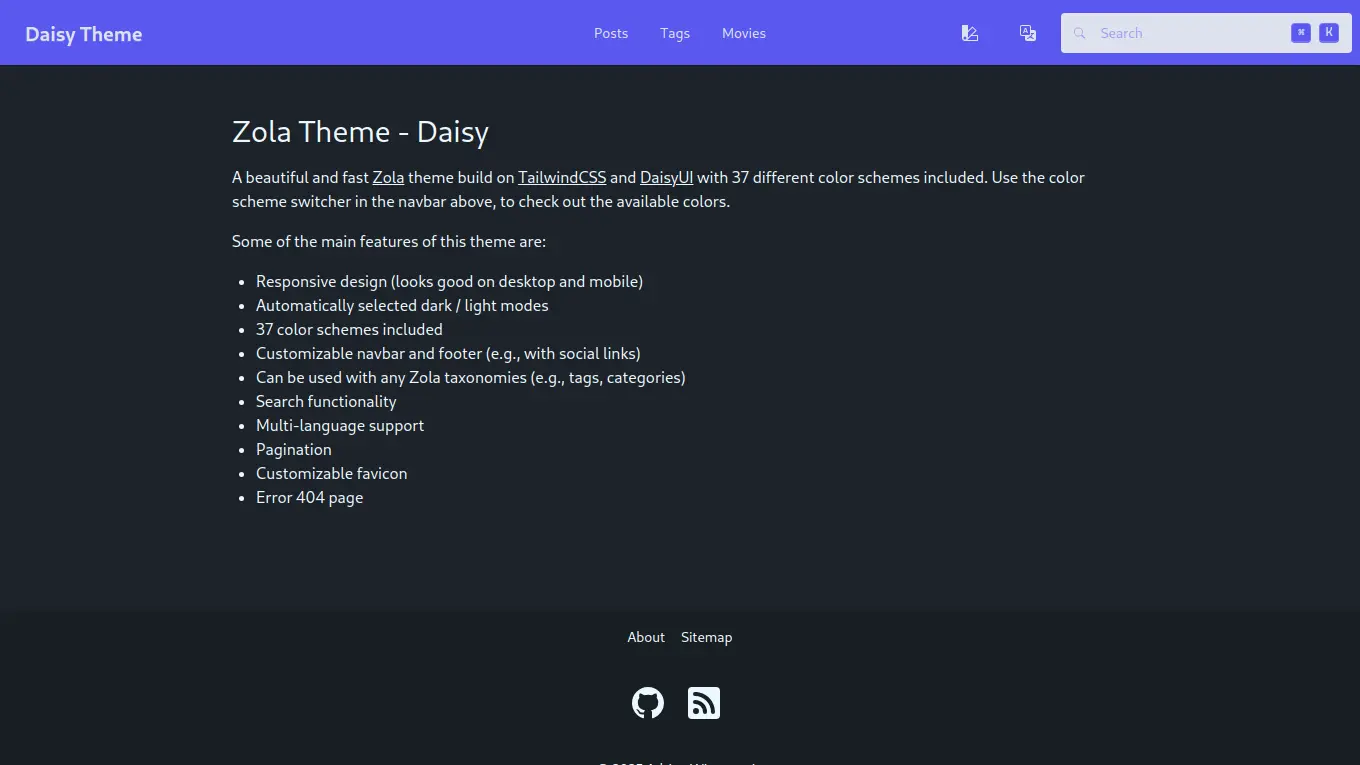 Daisy Theme
Posts
Tags
Movies
Search
⌘
K
Zola Theme - Daisy
A beautiful and fast Zola theme build on TailwindCSS and DaisyUI with 37 different color schemes included. Use the color
scheme switcher in the navbar above, to check out the available colors.
Some of the main features of this theme are:
Responsive design (looks good on desktop and mobile)
Automatically selected dark / light modes
37 color schemes included
Customizable navbar and footer (e.g., with social links)
Can be used with any Zola taxonomies (e.g., tags, categories)
Search functionality
Multi-language support
Pagination
Customizable favicon
Error 404 page
About
Sitemap